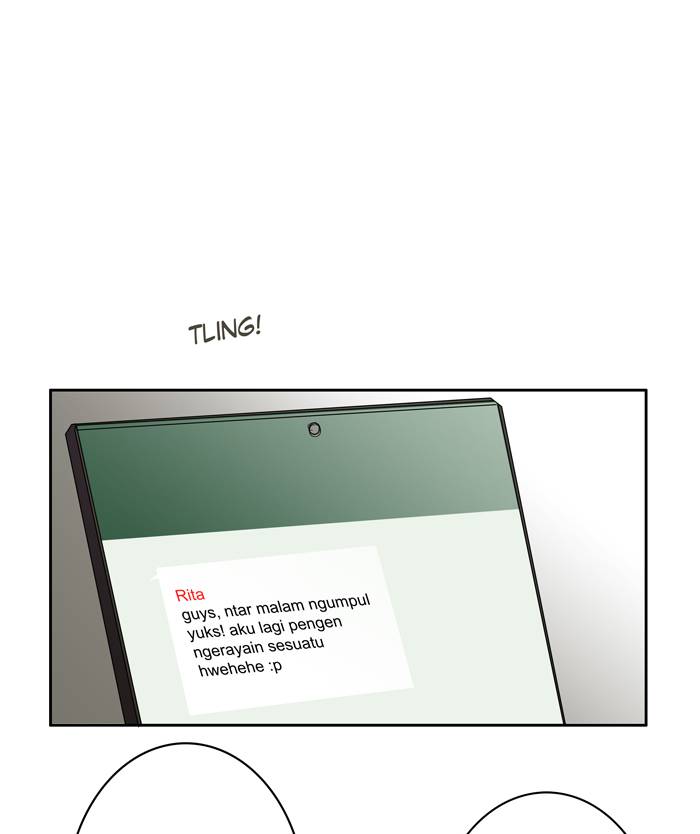 TLING!
Rita
guys, ntar malam ngumpul
yuks! aku lagi pengen
ngerayain sesuatu
hwehehe :p